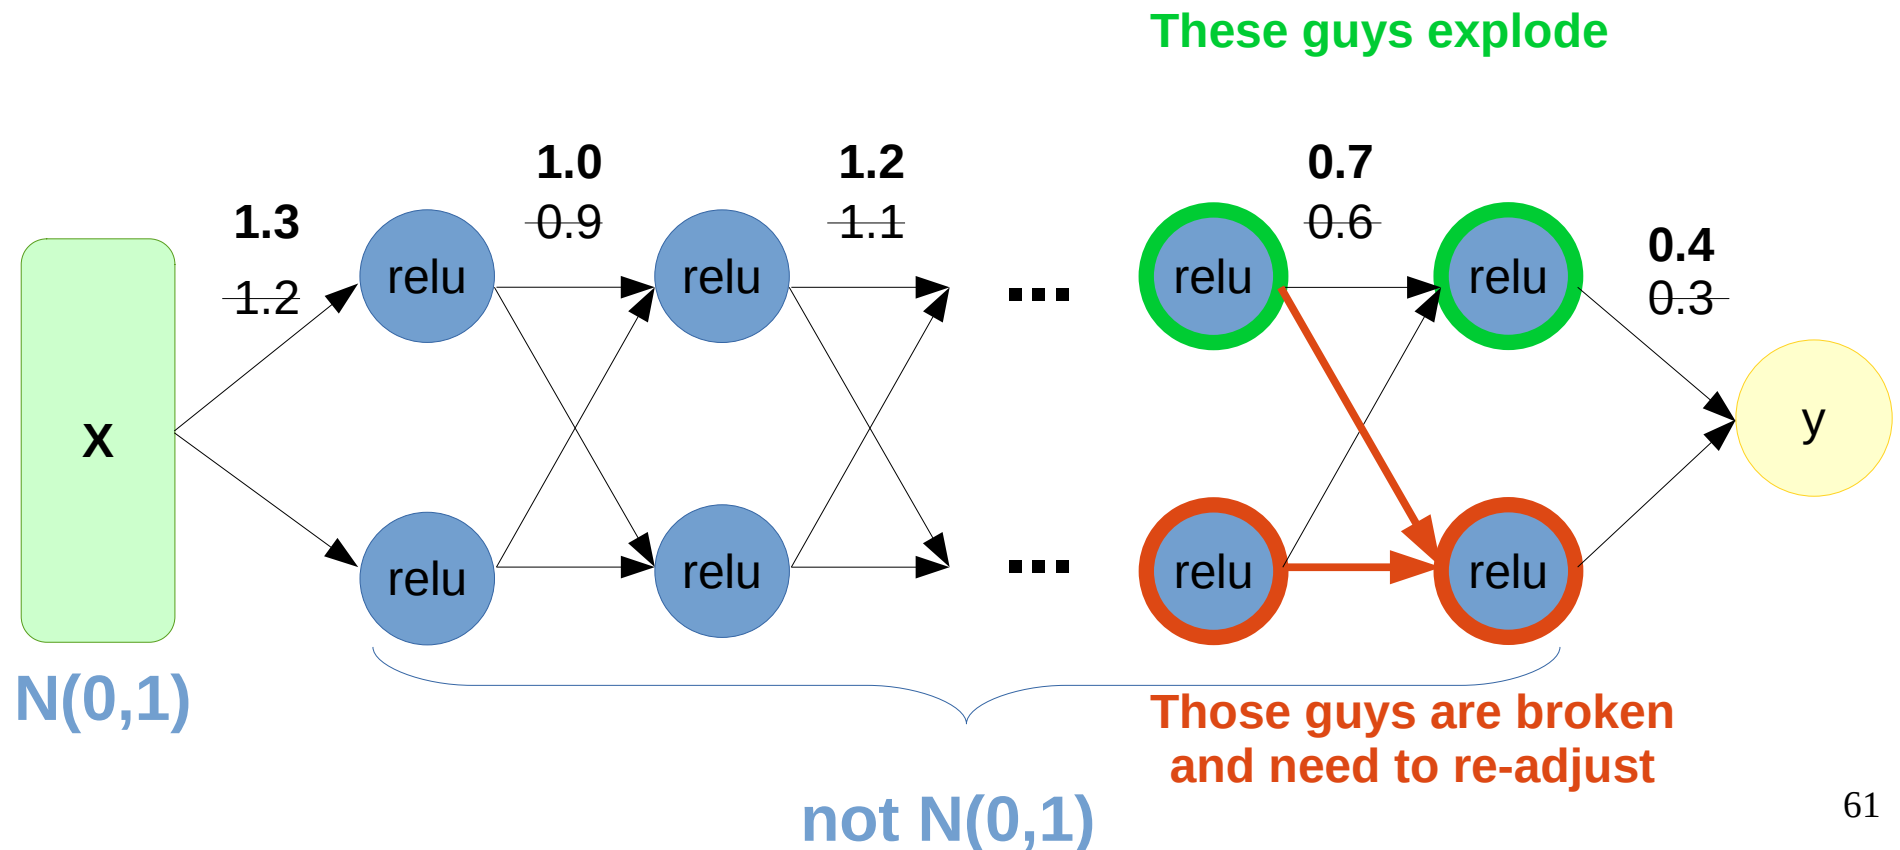 These guys explode
1.0
1.2
0.7
1.3
0.9
1.1
0.6
0.4
1.2
0.3
relu
relu
...
relu
relu
X
y
relu
relu
...
relu
relu
N(0,1)
Those guys are broken
and need to re-adjust
not N(0,1)
61